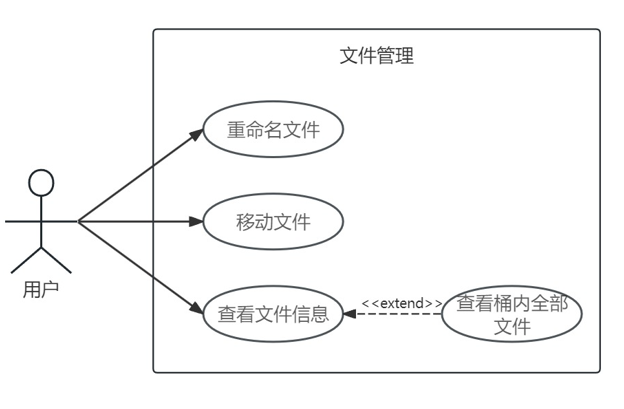 文件管理
重命名文件
移动文件
用户
查看文件信息
<<extend>>
查看桶内全部
文件